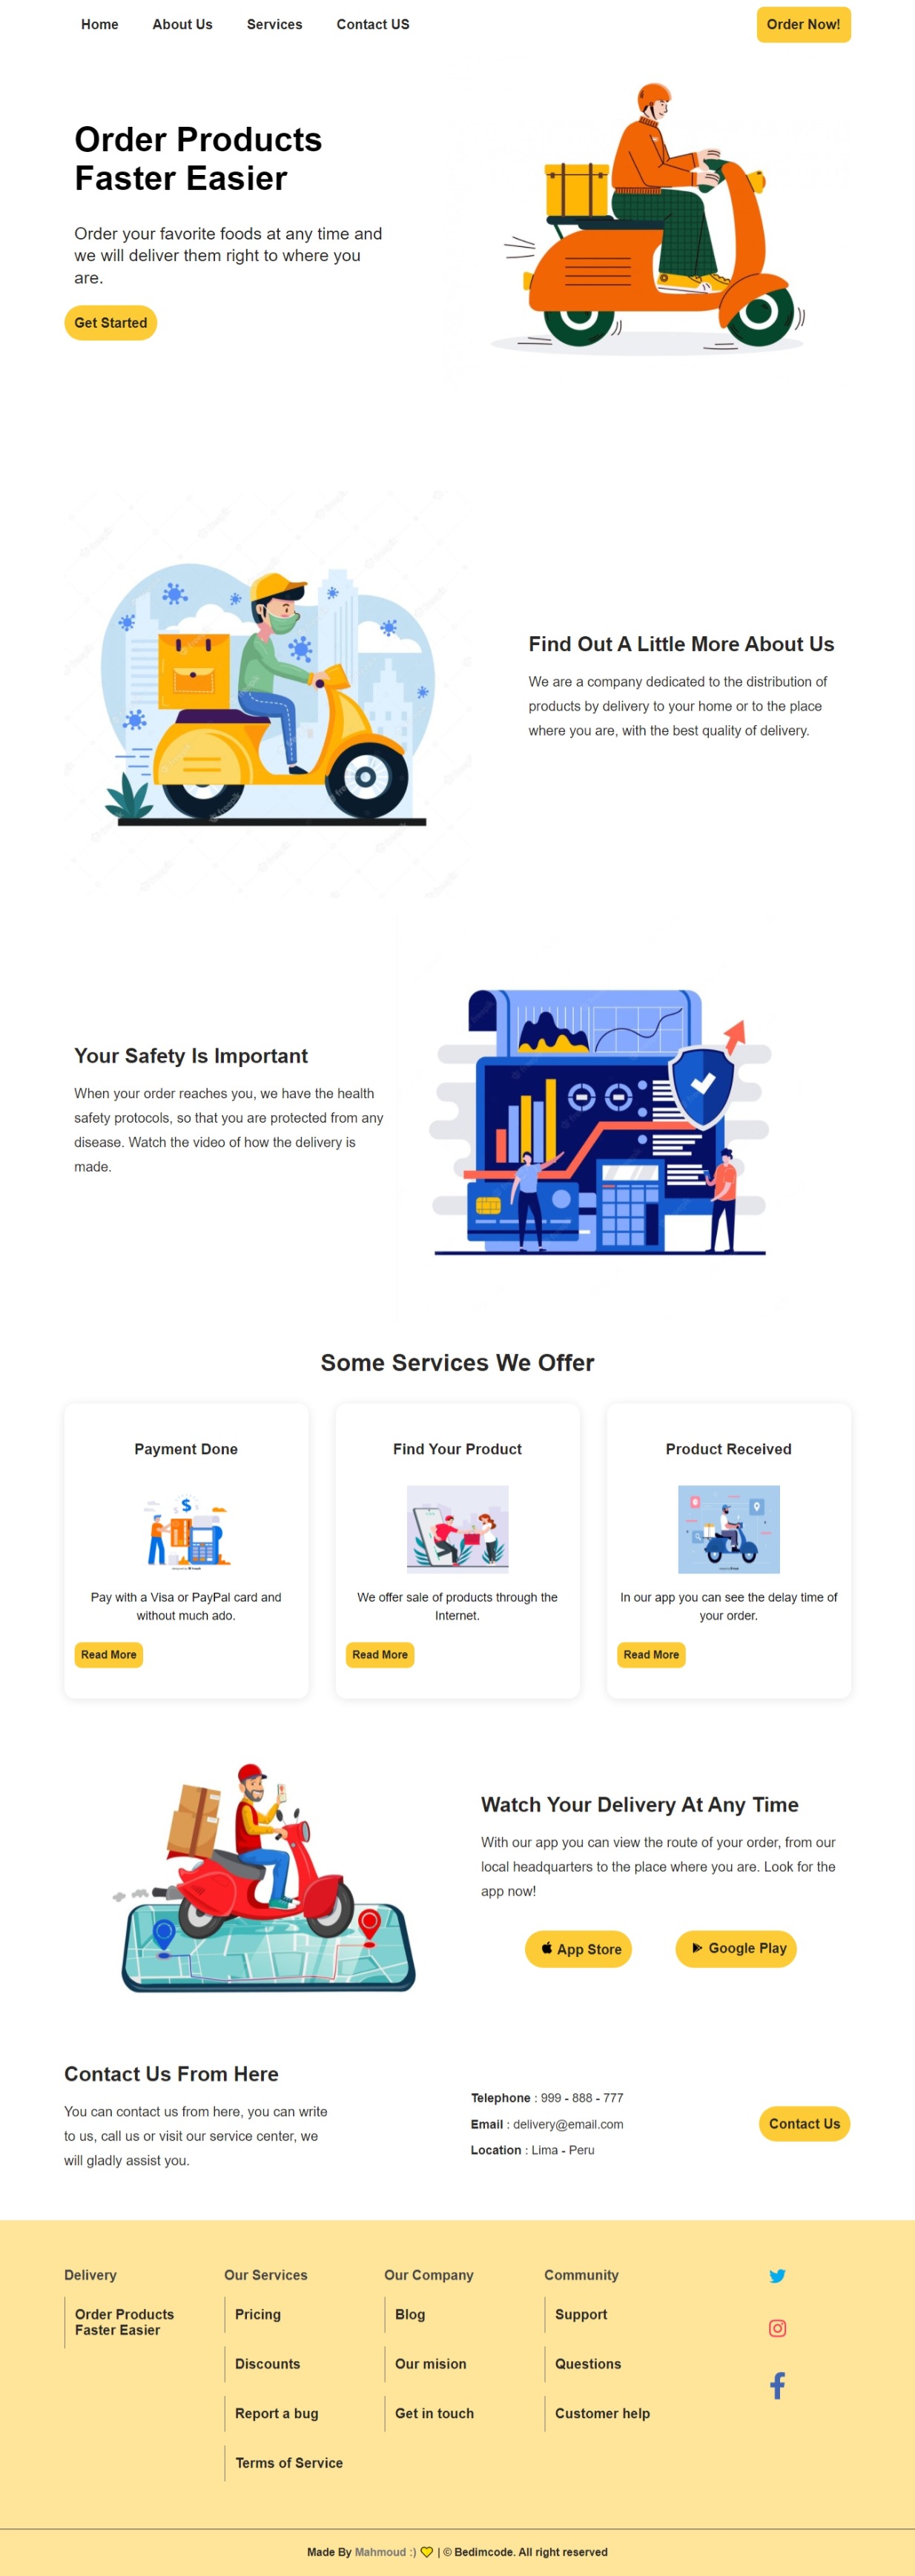 Home About Us Services Contact US Order Now!
Order Products
Faster Easier
Order your favorite foods at any time and
we will deliver them right to where you
are.
Get Started
Find Out A Little More About Us
We are a company dedicated to the distribution of
products by delivery to your home or to the place
where you are, with the best quality of delivery.
Your Safety Is Important
When your order reaches you, we have the health
safety protocols, so that you are protected from any
disease. Watch the video of how the delivery is
made.
Some Services We Offer
Payment Done
Pay with a Visa or PayPal card and
without much ado.
Read More
Find Your Product
We offer sale of products through the
Internet.
Read More
Product Received
In our app you can see the delay time of
your order.
Read More
Watch Your Delivery At Any Time
With our app you can view the route of your order, from our
local headquarters to the place where you are. Look for the
app now!
App Store Google Play
Contact Us From Here
You can contact us from here, you can write
to us, call us or visit our service center, we
will gladly assist you.
Telephone : 999 - 888 - 777
Email : delivery@email.com
Location : Lima - Peru
Contact Us
Delivery
Order Products
Faster Easier
Our Services
Pricing
Discounts
Report a bug
Terms of Service
Our Company
Blog
Our mision
Get in touch
Community
Support
Questions
Customer help
Made By Mahmoud :) 💛 | © Bedimcode. All right reserved